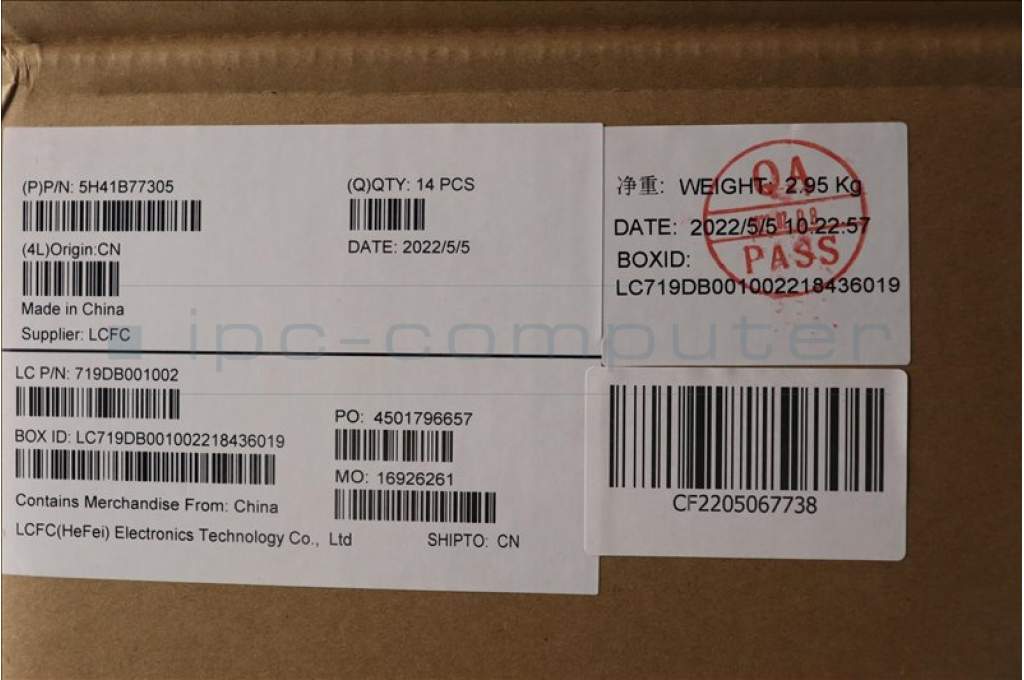 (P)P/N: 5H41B77305
(Q)QTY: 14 PCS
(4L)Origin:CN
DATE: 2022/5/5
Made in China
Supplier: LCFC
净重: WEIGHT: 2.95 Kg
DATE: 2022/5/5 10:22:57
BOXID:
LC719DB001002218436019
QA
PASS
ipc-computer
LC P/N: 719DB001002
PO: 4501796657
BOX ID: LC719DB001002218436019
MO: 16926261
Contains Merchandise From: China
LCFC(HeFei) Electronics Technology Co., Ltd
SHIPTO: CN
CF2205067738